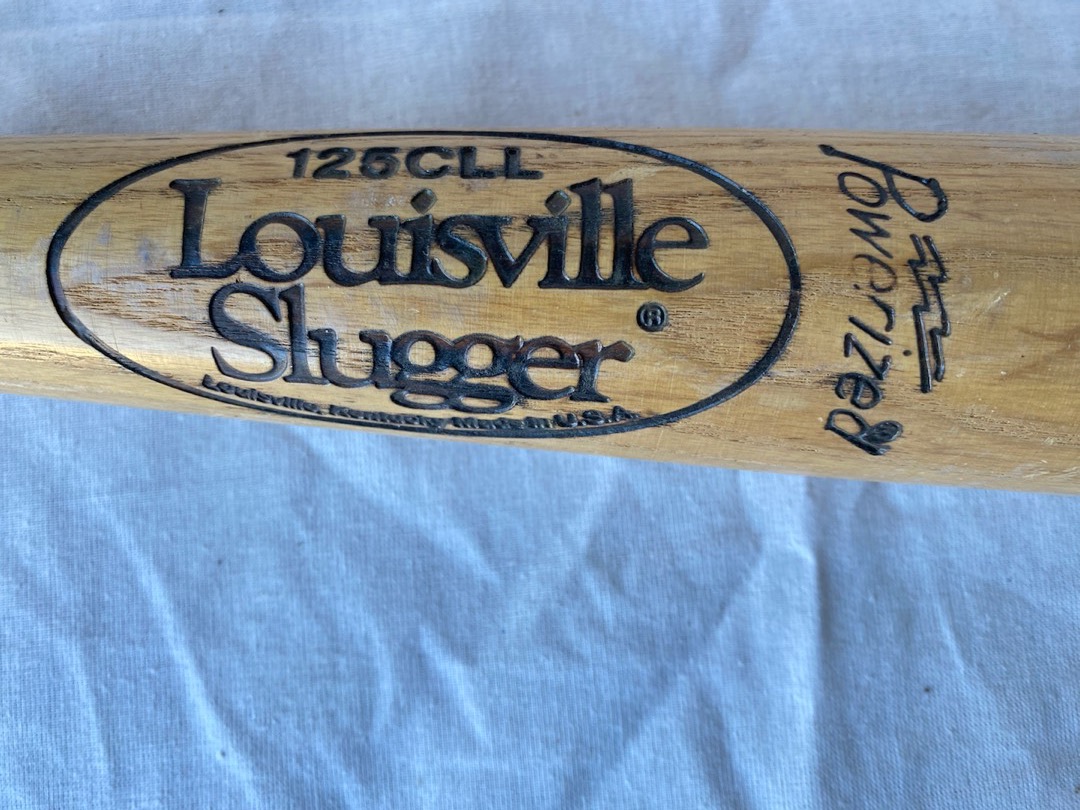 125CLL
Louisville
Slugger
®
Louisville, Kentucky Made in U.S.A.
Powerized